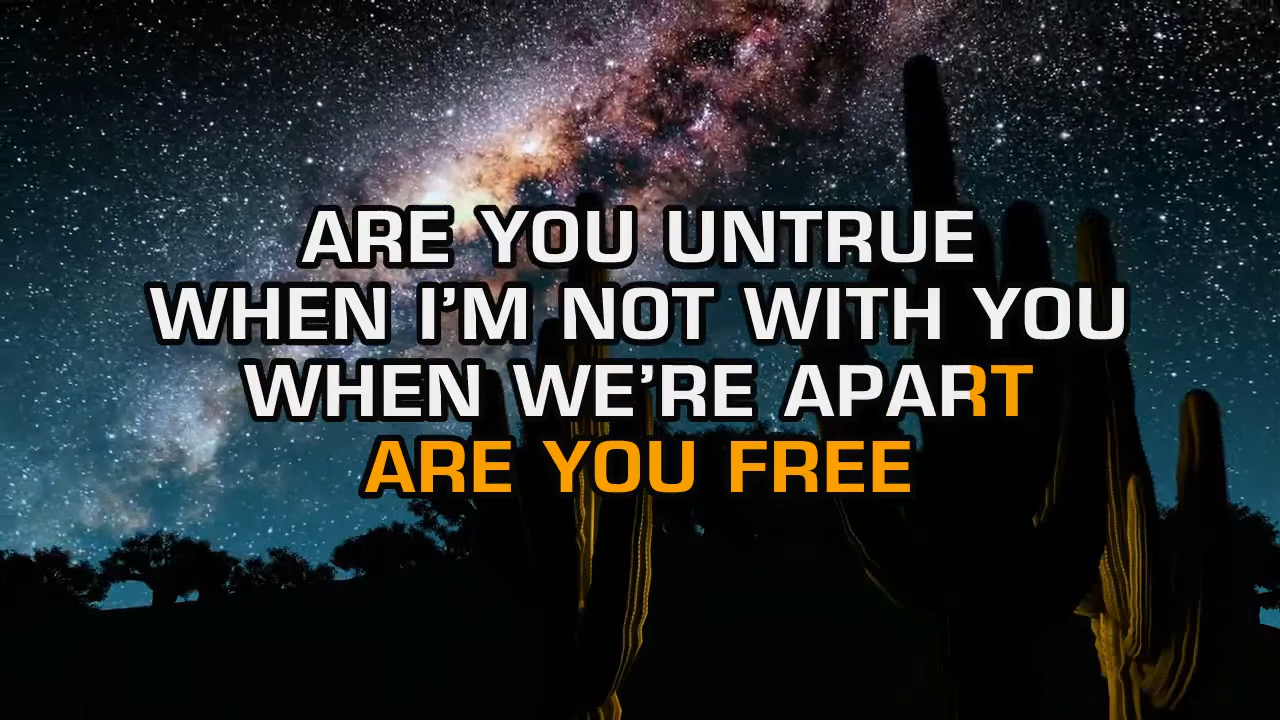 ARE YOU UNTRUE
WHEN I'M NOT WITH YOU
WHEN WE'RE APART
ARE YOU FREE